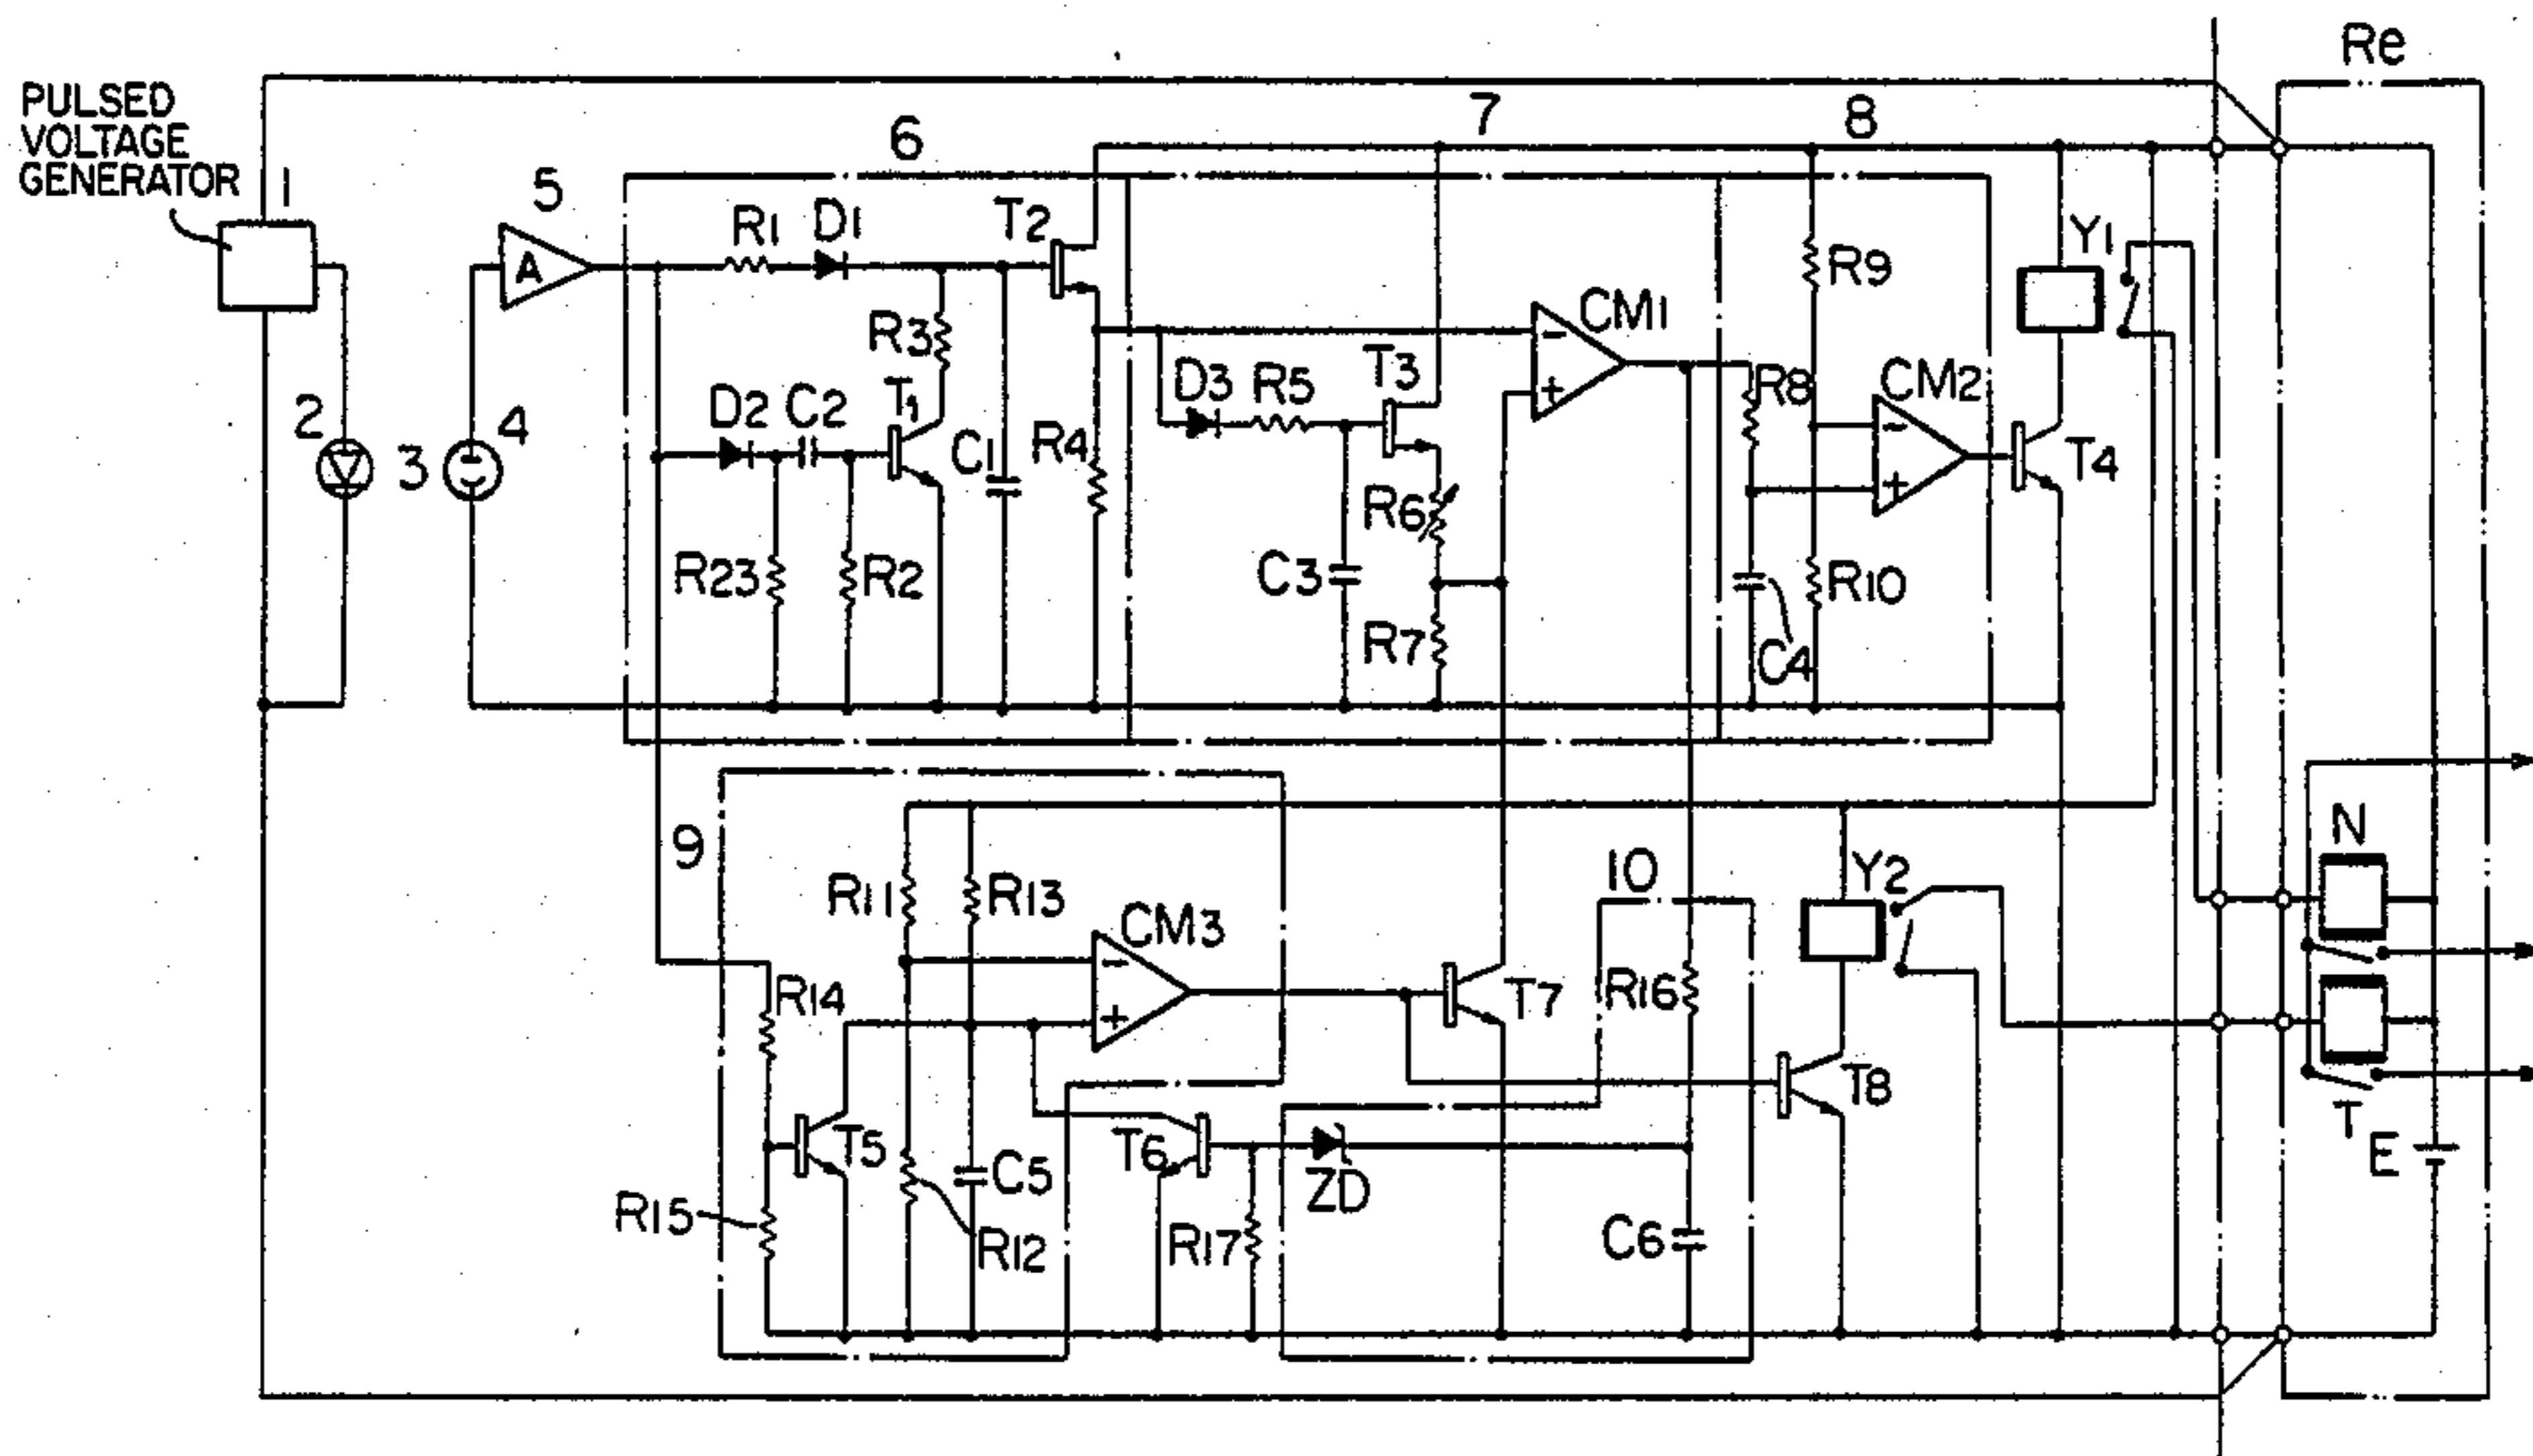 Re
PULSED
VOLTAGE
GENERATOR
1
5
6
7
8
R1
D1
T2
A
R3
CM1
R9
Y1
2
3
4
D2
C2
T1
C1
R4
D3
R5
T3
R8
CM2
T4
R23
R2
C3
R6
R7
R10
C4
9
R11
R13
CM3
10
Y2
N
R14
T7
R16
T5
T6
T8
T
E
R15
R12
C5
R17
ZD
C6
-
+
-
+
-
+